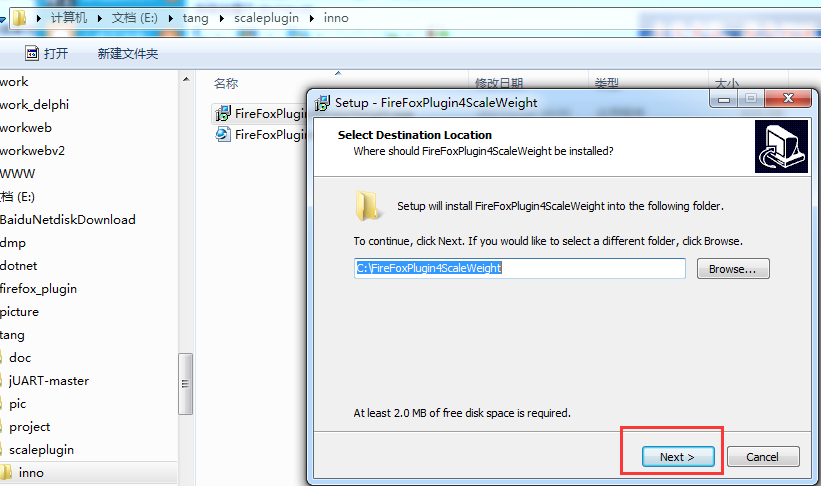 计算机 文档 (E:) tang scaleplugin inno
打开 新建文件夹
名称 修改日期 类型 大小
work
work_delphi
workweb
workwebv2
WWW
档 (E:)
BaiduNetdiskDownload
dmp
dotnet
firefox_plugin
picture
tang
doc
jUART-master
pic
project
scaleplugin
inno
FireFoxPlugin
FireFoxPlugin
Setup - FireFoxPlugin4ScaleWeight
Select Destination Location
Where should FireFoxPlugin4ScaleWeight be installed?
Setup will install FireFoxPlugin4ScaleWeight into the following folder.
To continue, click Next. If you would like to select a different folder, click Browse.
C:\FireFoxPlugin4ScaleWeight
Browse...
At least 2.0 MB of free disk space is required.
Next >
Cancel